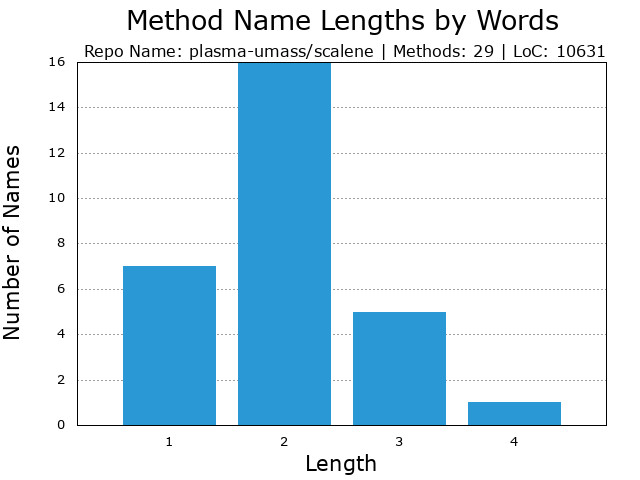 Method Name Lengths by Words
Repo Name: plasma-umass/scalene | Methods: 29 | LoC: 10631
Number of Names
16
14
12
10
8
6
4
2
0
1 2 3 4
Length